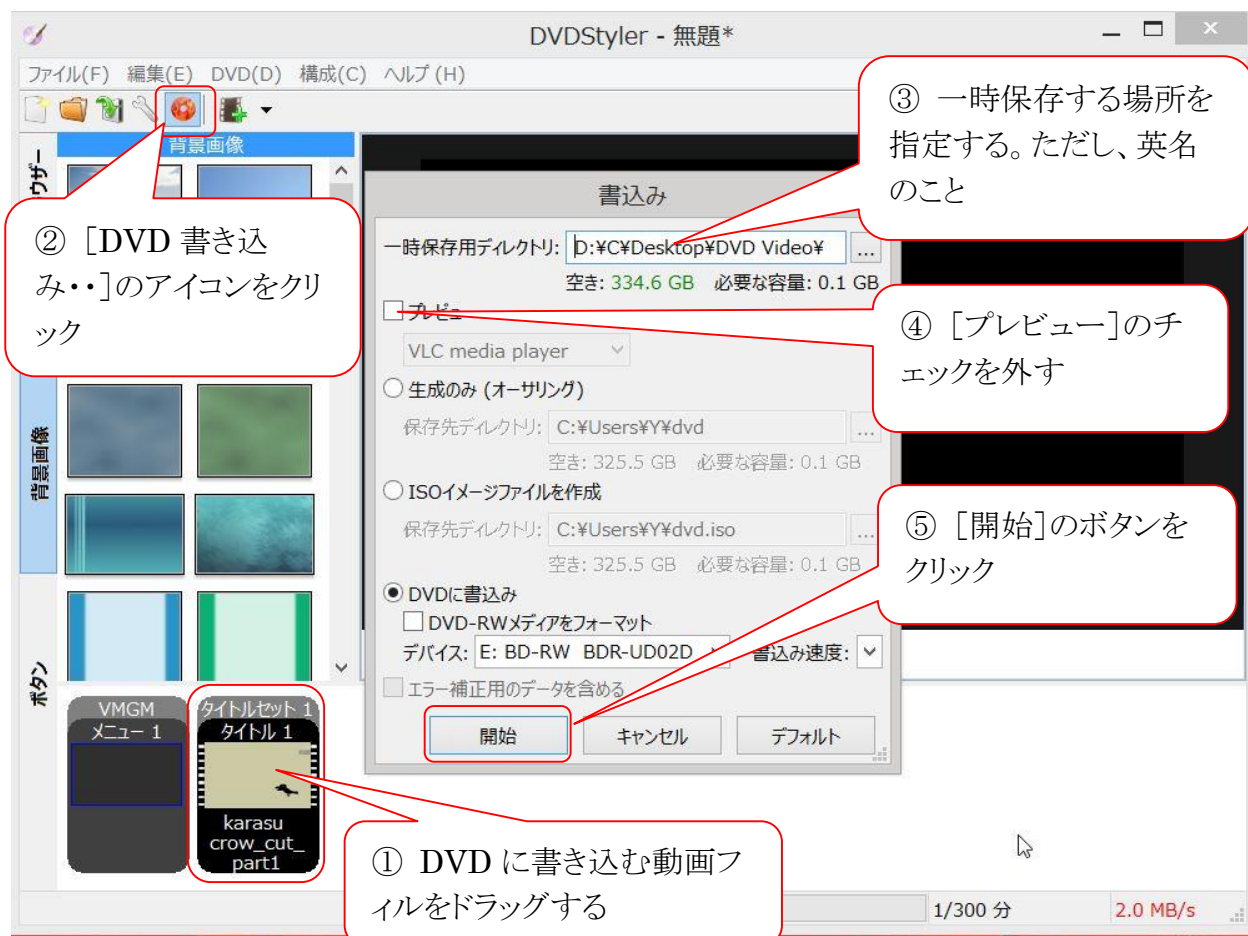 DVDStyler - 無題*
ファイル(F) 編集(E) DVD(D) 構成(C) ヘルプ (H)
③ 一時保存する場所を
指定する。ただし、英名
のこと
背景画像
② [DVD 書き込
み・・]のアイコンをクリ
ック
書込み
一時保存用ディレクトリ: D:¥C¥Desktop¥DVD Video¥ ...
空き: 334.6 GB 必要な容量: 0.1 GB
④ [プレビュー]のチ
ェックを外す
VLC media player
生成のみ (オーサリング)
保存先ディレクトリ: C:¥Users¥Y¥dvd ...
空き: 325.5 GB 必要な容量: 0.1 GB
背景画像
ISOイメージファイルを作成
保存先ディレクトリ: C:¥Users¥Y¥dvd.iso ...
空き: 325.5 GB 必要な容量: 0.1 GB
⑤ [開始]のボタンを
クリック
DVDに書込み
DVD-RWメディアをフォーマット
デバイス: E: BD-RW BDR-UD02D 書込み速度:
エラー補正用のデータを含める
ボタン
開始 キャンセル デフォルト
VMGM
メニュー 1
タイトルセット 1
タイトル 1
karasu
crow_cut_
part1
① DVD に書き込む動画フ
ィルをドラッグする
1/300 分 2.0 MB/s